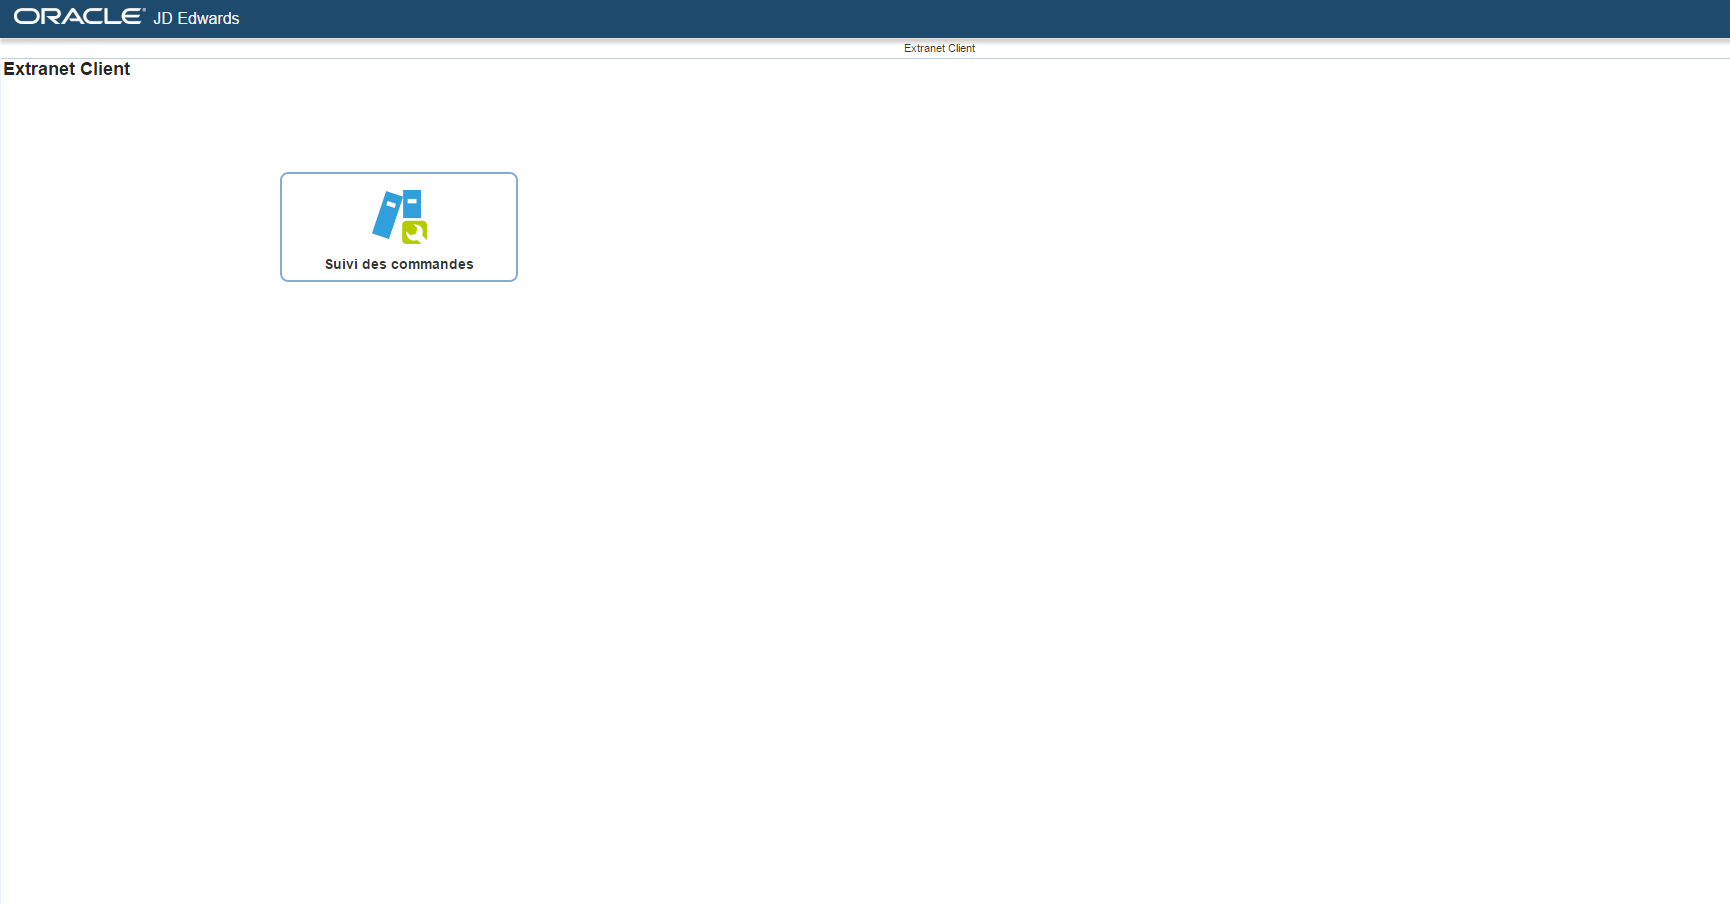 ORACLE JD Edwards
Extranet Client
Extranet Client
Suivi des commandes